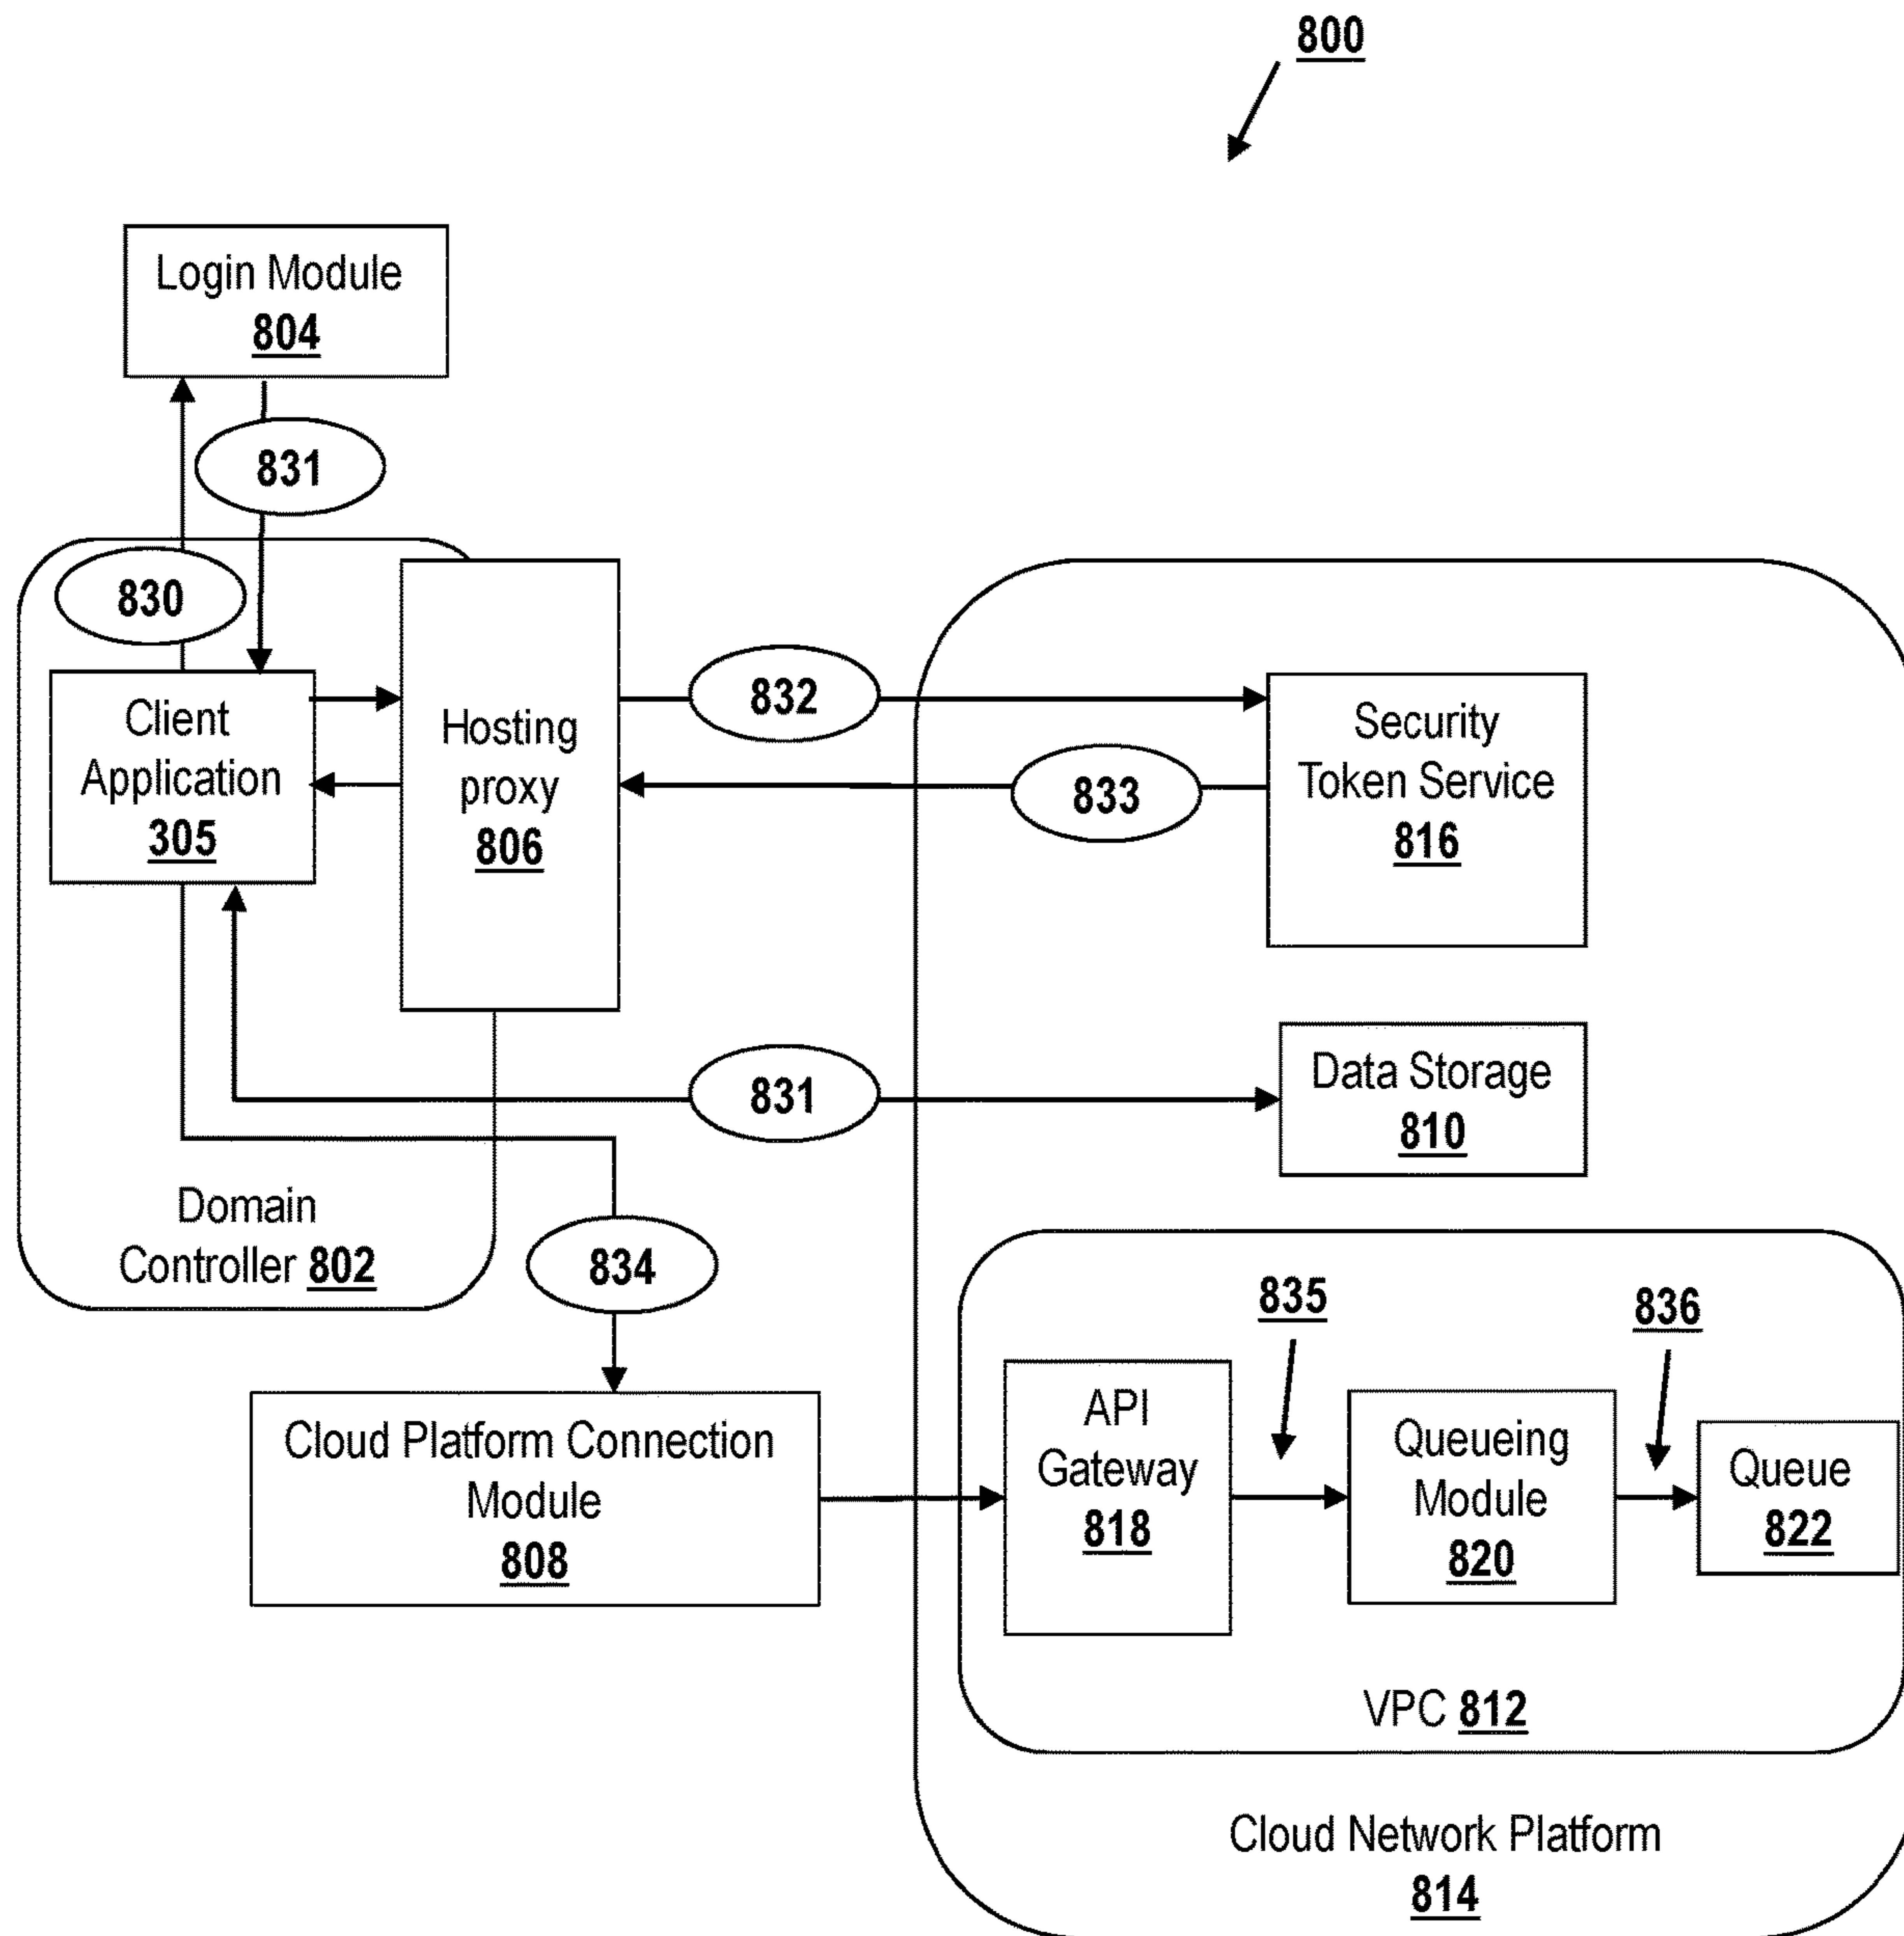 800
Login Module
804
831
830
Client
Application
305
Hosting
proxy
806
832
833
Security
Token Service
816
831
Data Storage
810
Domain
Controller 802
834
835
836
Cloud Platform Connection
Module
808
API
Gateway
818
Queueing
Module
820
Queue
822
VPC 812
Cloud Network Platform
814